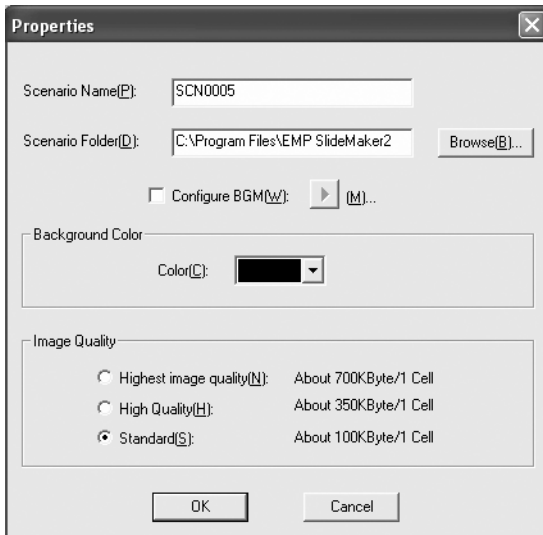 Properties
Scenario Name(P): SCN0005
Scenario Folder(D): C:\Program Files\EMP SlideMaker2 Browse(B)...
Configure BGM(W): (M)...
Background Color
Color(C):
Image Quality
Highest image quality(N): About 700KByte/1 Cell
High Quality(H): About 350KByte/1 Cell
Standard(S): About 100KByte/1 Cell
OK Cancel